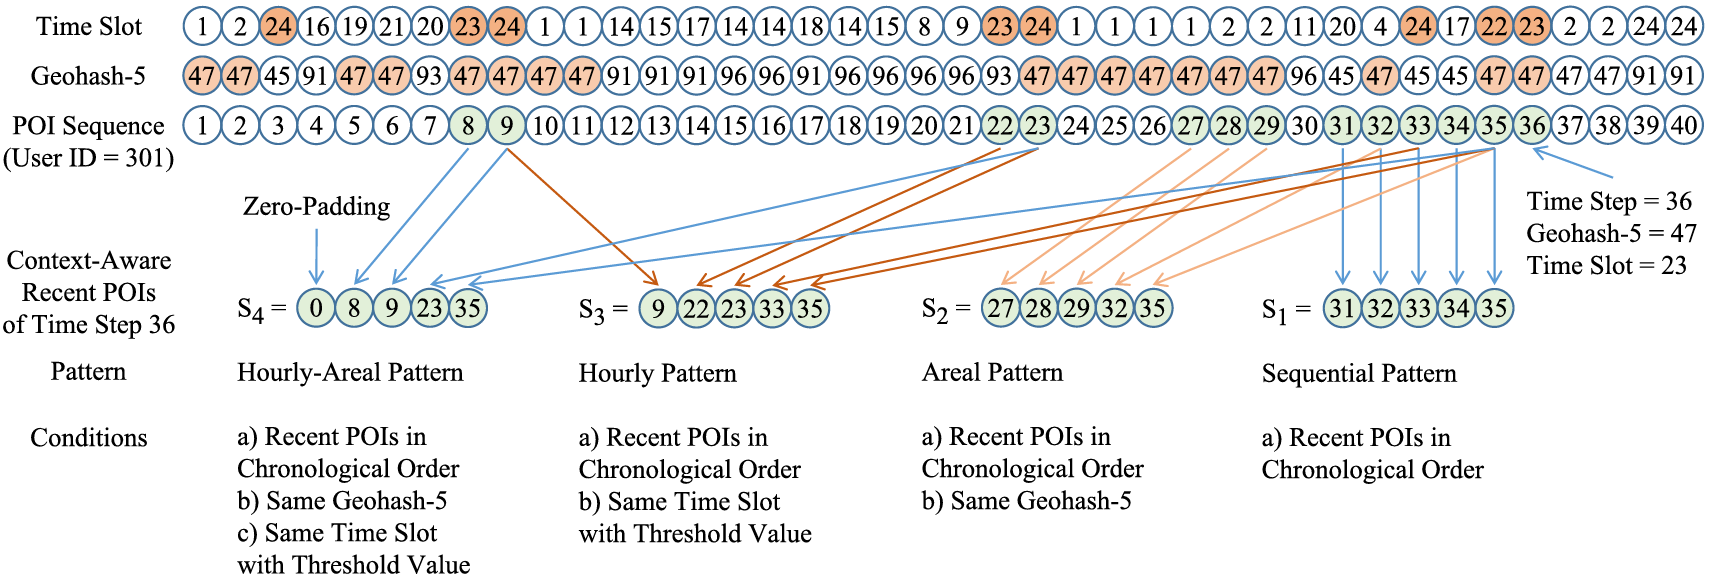 Time Slot 1 2 24 16 19 21 20 23 24 1 1 14 15 17 14 14 18 14 15 8 9 23 24 1 1 1 1 2 2 11 20 4 24 17 22 23 2 2 24 24
Geohash-5 47 47 45 91 47 47 93 47 47 47 47 91 91 91 96 96 91 96 96 96 96 93 47 47 47 47 47 47 47 96 45 47 45 45 47 47 47 47 91 91
POI Sequence 1 2 3 4 5 6 7 8 9 10 11 12 13 14 15 16 17 18 19 20 21 22 23 24 25 26 27 28 29 30 31 32 33 34 35 36 37 38 39 40
(User ID = 301)
Zero-Padding
Time Step = 36
Geohash-5 = 47
Time Slot = 23
Context-Aware
Recent POIs
of Time Step 36
S4 = 0 8 9 23 35
S3 = 9 22 23 33 35
S2 = 27 28 29 32 35
S1 = 31 32 33 34 35
Pattern
Hourly-Areal Pattern
Hourly Pattern
Areal Pattern
Sequential Pattern
Conditions
a) Recent POIs in
Chronological Order
b) Same Geohash-5
c) Same Time Slot
with Threshold Value
a) Recent POIs in
Chronological Order
b) Same Time Slot
with Threshold Value
a) Recent POIs in
Chronological Order
b) Same Geohash-5
a) Recent POIs in
Chronological Order